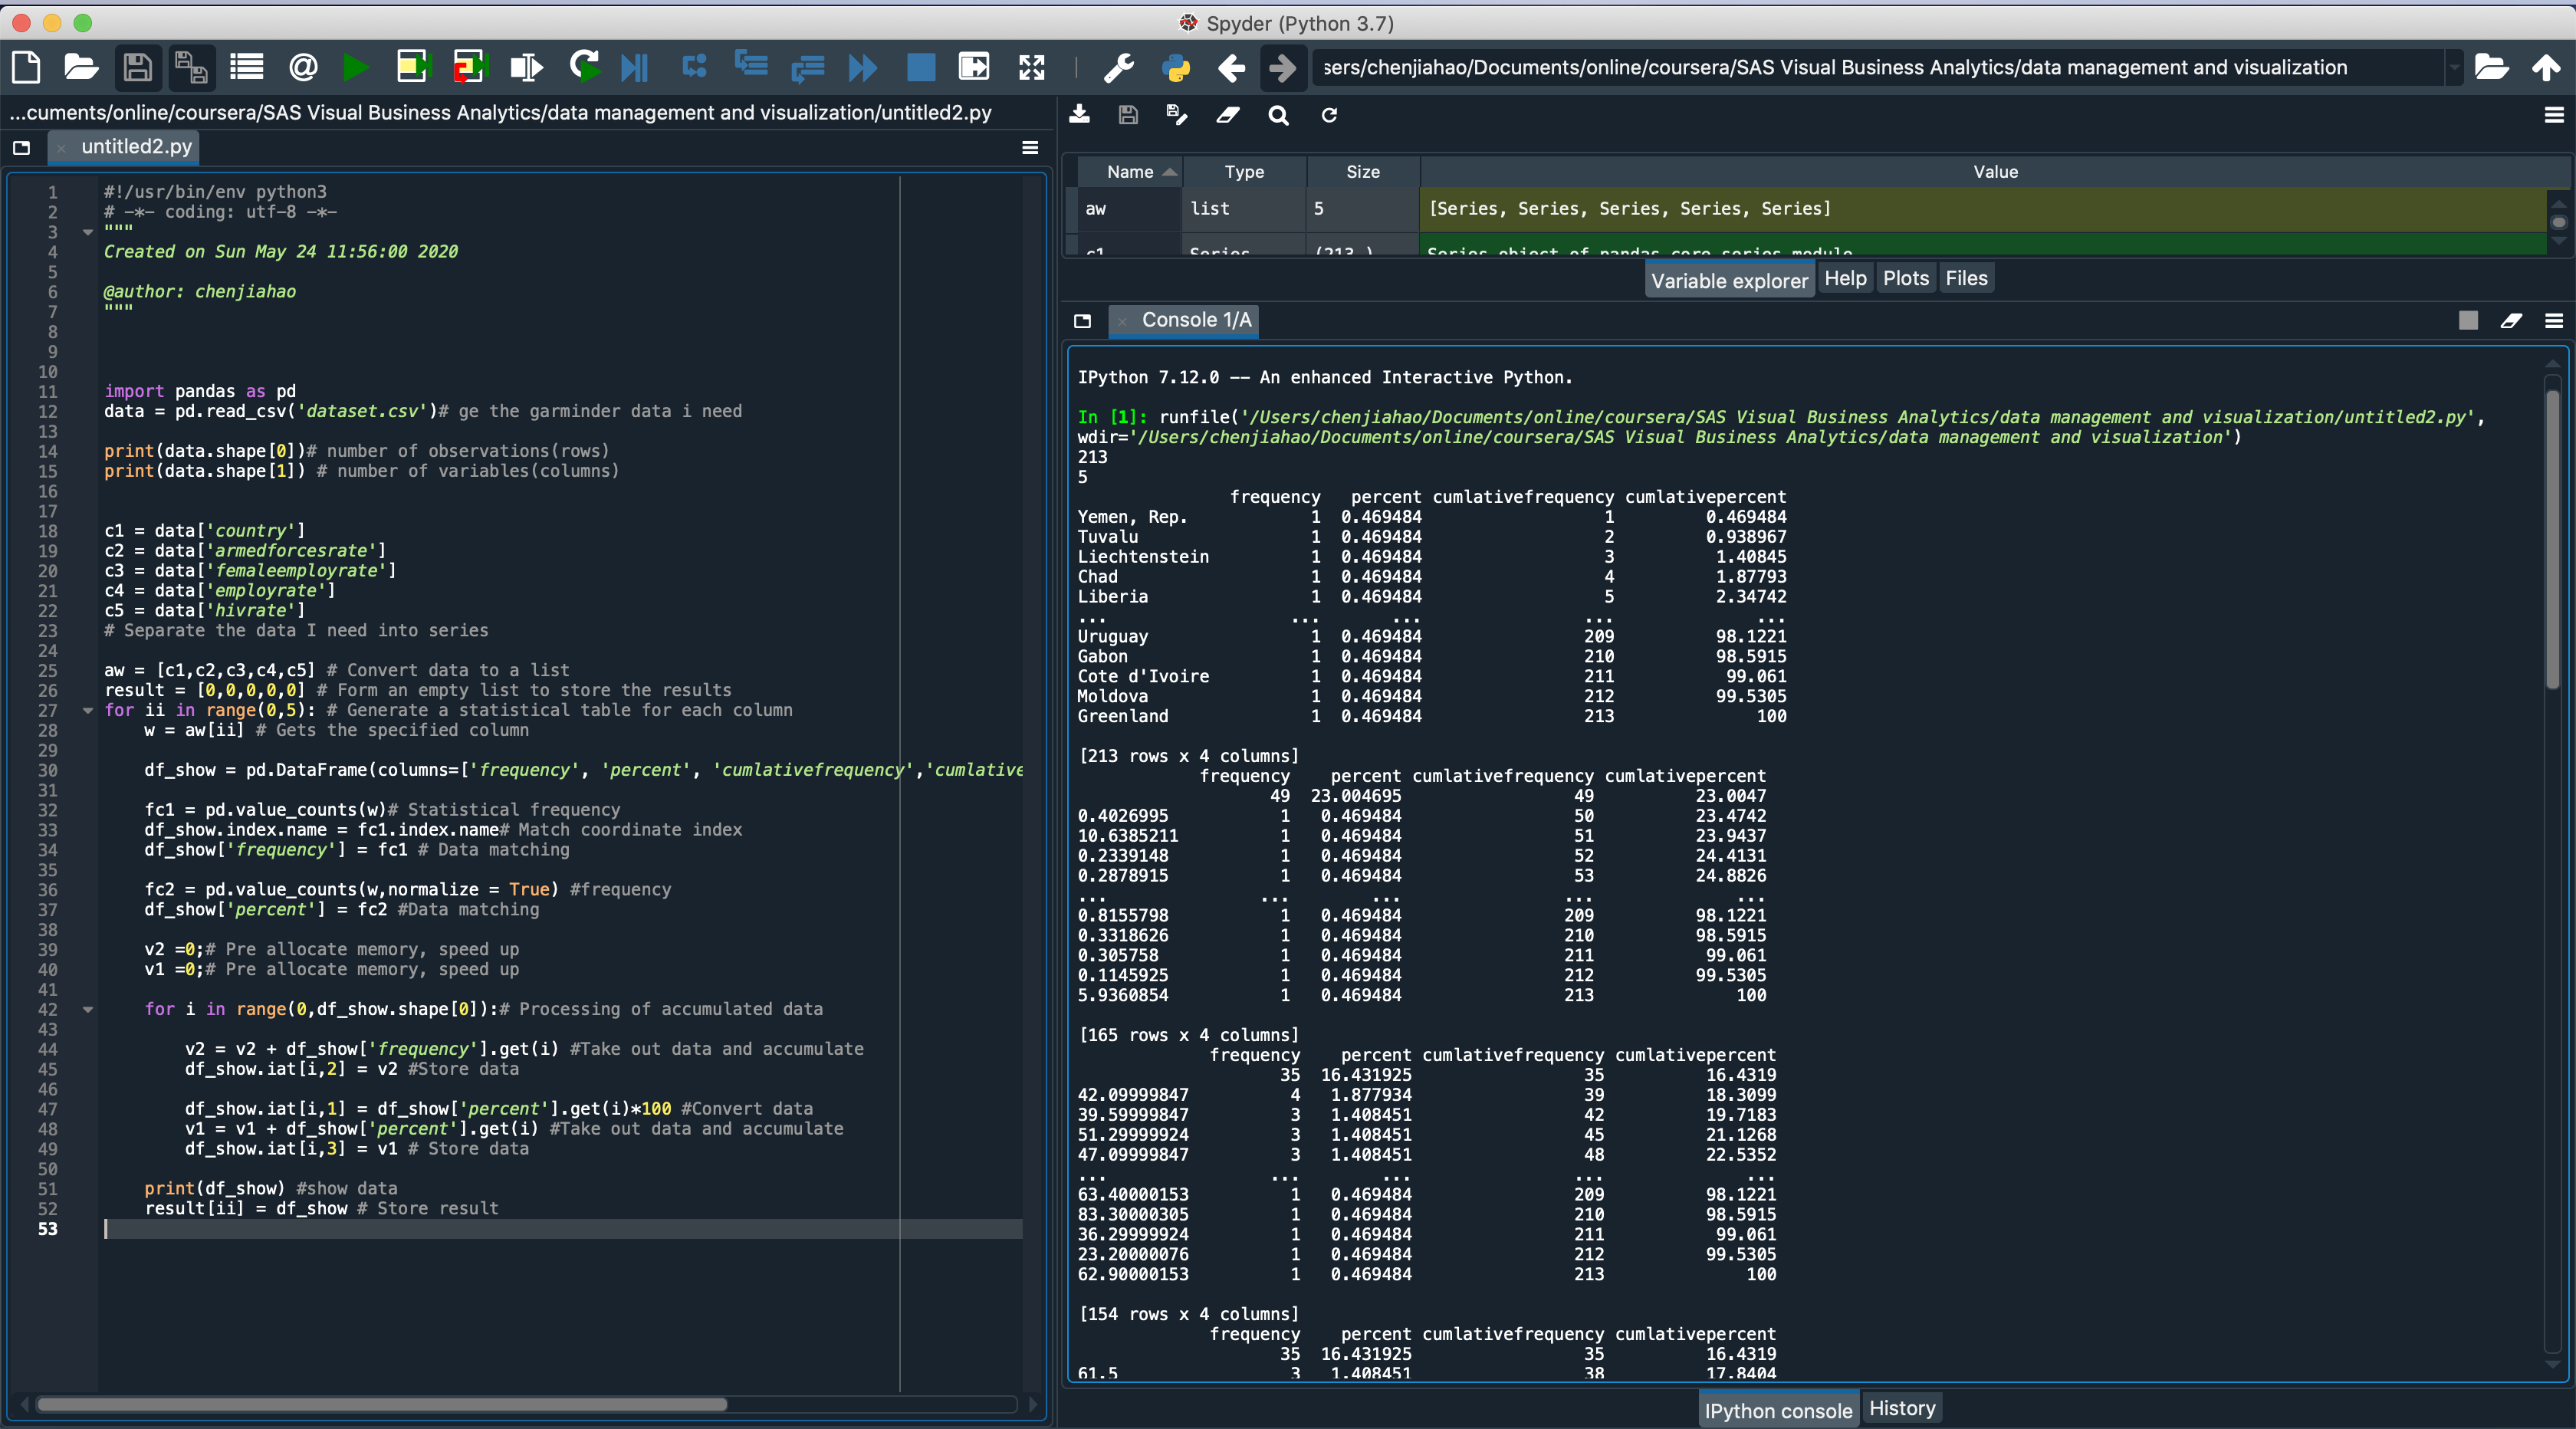 Spyder (Python 3.7)
sers/chenjiahao/Documents/online/coursera/SAS Visual Business Analytics/data management and visualization
...cuments/online/coursera/SAS Visual Business Analytics/data management and visualization/untitled2.py
untitled2.py
1 #!/usr/bin/env python3
2 # -*- coding: utf-8 -*-
3 """
4 Created on Sun May 24 11:56:00 2020
5
6 @author: chenjiahao
7 """
8
9
10
11 import pandas as pd
12 data = pd.read_csv('dataset.csv')# ge the garminder data i need
13
14 print(data.shape[0])# number of observations(rows)
15 print(data.shape[1]) # number of variables(columns)
16
17
18 c1 = data['country']
19 c2 = data['armedforcesrate']
20 c3 = data['femaleemployrate']
21 c4 = data['employrate']
22 c5 = data['hivrate']
23 # Separate the data I need into series
24
25 aw = [c1,c2,c3,c4,c5] # Convert data to a list
26 result = [0,0,0,0,0] # Form an empty list to store the results
27 for ii in range(0,5): # Generate a statistical table for each column
28 w = aw[ii] # Gets the specified column
29
30 df_show = pd.DataFrame(columns=['frequency', 'percent', 'cumlativefrequency','cumlative
31
32 fc1 = pd.value_counts(w)# Statistical frequency
33 df_show.index.name = fc1.index.name# Match coordinate index
34 df_show['frequency'] = fc1 # Data matching
35
36 fc2 = pd.value_counts(w,normalize = True) #frequency
37 df_show['percent'] = fc2 #Data matching
38
39 v2 =0;# Pre allocate memory, speed up
40 v1 =0;# Pre allocate memory, speed up
41
42 for i in range(0,df_show.shape[0]):# Processing of accumulated data
43
44 v2 = v2 + df_show['frequency'].get(i) #Take out data and accumulate
45 df_show.iat[i,2] = v2 #Store data
46
47 df_show.iat[i,1] = df_show['percent'].get(i)*100 #Convert data
48 v1 = v1 + df_show['percent'].get(i) #Take out data and accumulate
49 df_show.iat[i,3] = v1 # Store data
50
51 print(df_show) #show data
52 result[ii] = df_show # Store result
53
Name Type Size Value
aw list 5 [Series, Series, Series, Series, Series]
c1 Series (213,) Series object of pandas.core.series module
Variable explorer Help Plots Files
Console 1/A
IPython 7.12.0 -- An enhanced Interactive Python.
In [1]: runfile('/Users/chenjiahao/Documents/online/coursera/SAS Visual Business Analytics/data management and visualization/untitled2.py',
wdir='/Users/chenjiahao/Documents/online/coursera/SAS Visual Business Analytics/data management and visualization')
213
5
frequency percent cumlativefrequency cumlativepercent
Yemen, Rep. 1 0.469484 1 0.469484
Tuvalu 1 0.469484 2 0.938967
Liechtenstein 1 0.469484 3 1.40845
Chad 1 0.469484 4 1.87793
Liberia 1 0.469484 5 2.34742
... ... ... ... ...
Uruguay 1 0.469484 209 98.1221
Gabon 1 0.469484 210 98.5915
Cote d'Ivoire 1 0.469484 211 99.061
Moldova 1 0.469484 212 99.5305
Greenland 1 0.469484 213 100
[213 rows x 4 columns]
frequency percent cumlativefrequency cumlativepercent
49 23.004695 49 23.0047
0.4026995 1 0.469484 50 23.4742
10.6385211 1 0.469484 51 23.9437
0.2339148 1 0.469484 52 24.4131
0.2878915 1 0.469484 53 24.8826
... ... ... ... ...
0.8155798 1 0.469484 209 98.1221
0.3318626 1 0.469484 210 98.5915
0.305758 1 0.469484 211 99.061
0.1145925 1 0.469484 212 99.5305
5.9360854 1 0.469484 213 100
[165 rows x 4 columns]
frequency percent cumlativefrequency cumlativepercent
35 16.431925 35 16.4319
42.09999847 4 1.877934 39 18.3099
39.59999847 3 1.408451 42 19.7183
51.29999924 3 1.408451 45 21.1268
47.09999847 3 1.408451 48 22.5352
... ... ... ... ...
63.40000153 1 0.469484 209 98.1221
83.30000305 1 0.469484 210 98.5915
36.29999924 1 0.469484 211 99.061
23.20000076 1 0.469484 212 99.5305
62.90000153 1 0.469484 213 100
[154 rows x 4 columns]
frequency percent cumlativefrequency cumlativepercent
35 16.431925 35 16.4319
61.5 3 1.408451 38 17.8404
IPython console History